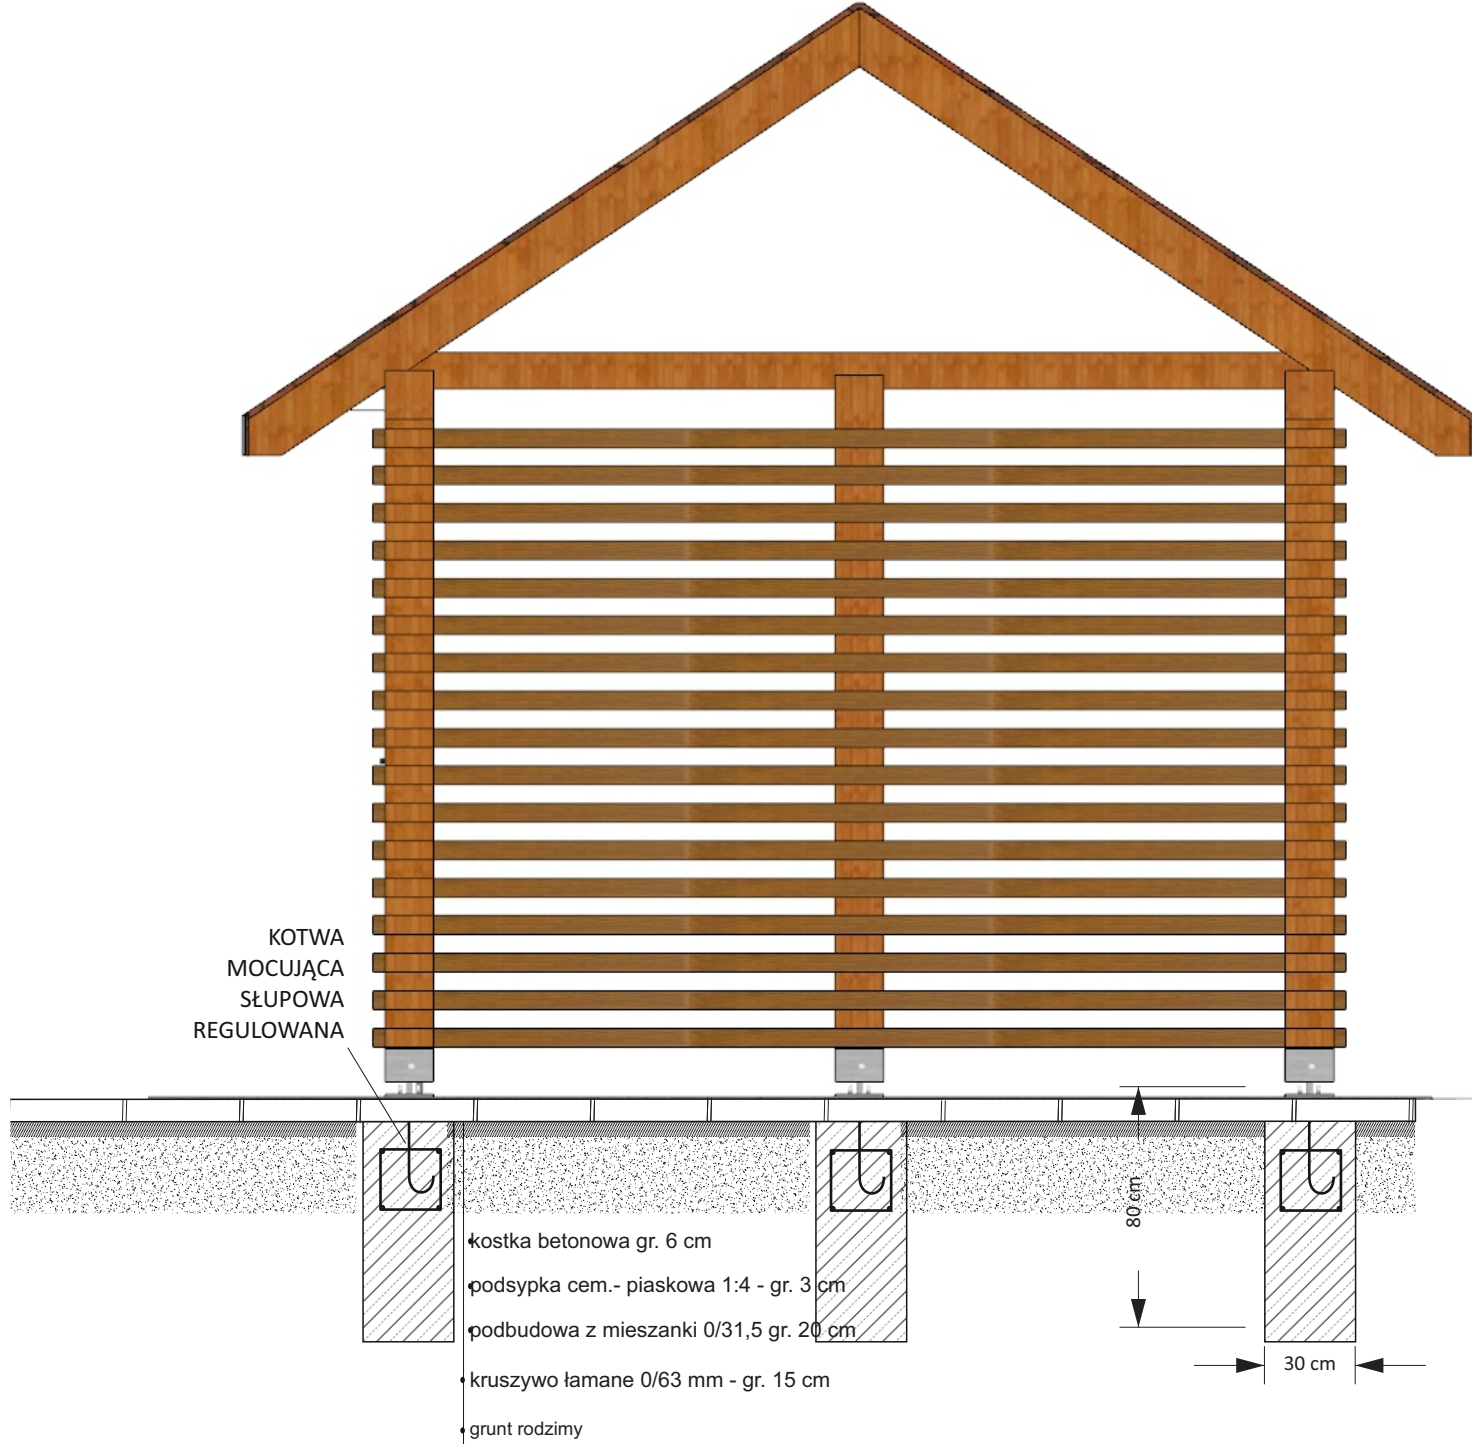 KOTWA
MOCUJĄCA
SŁUPOWA
REGULOWANA
80 cm
kostka betonowa gr. 6 cm
podsypka cem.- piaskowa 1:4 - gr. 3 cm
podbudowa z mieszanki 0/31,5 gr. 20 cm
30 cm
kruszywo łamane 0/63 mm - gr. 15 cm
grunt rodzimy